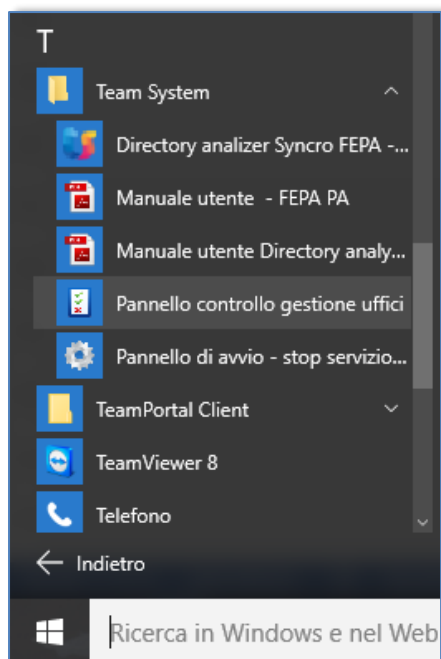 T
Team System
Directory analizer Syncro FEPA -...
Manuale utente - FEPA PA
Manuale utente Directory analy...
Pannello controllo gestione uffici
Pannello di avvio - stop servizio...
TeamPortal Client
TeamViewer 8
Telefono
Indietro
Ricerca in Windows e nel Web